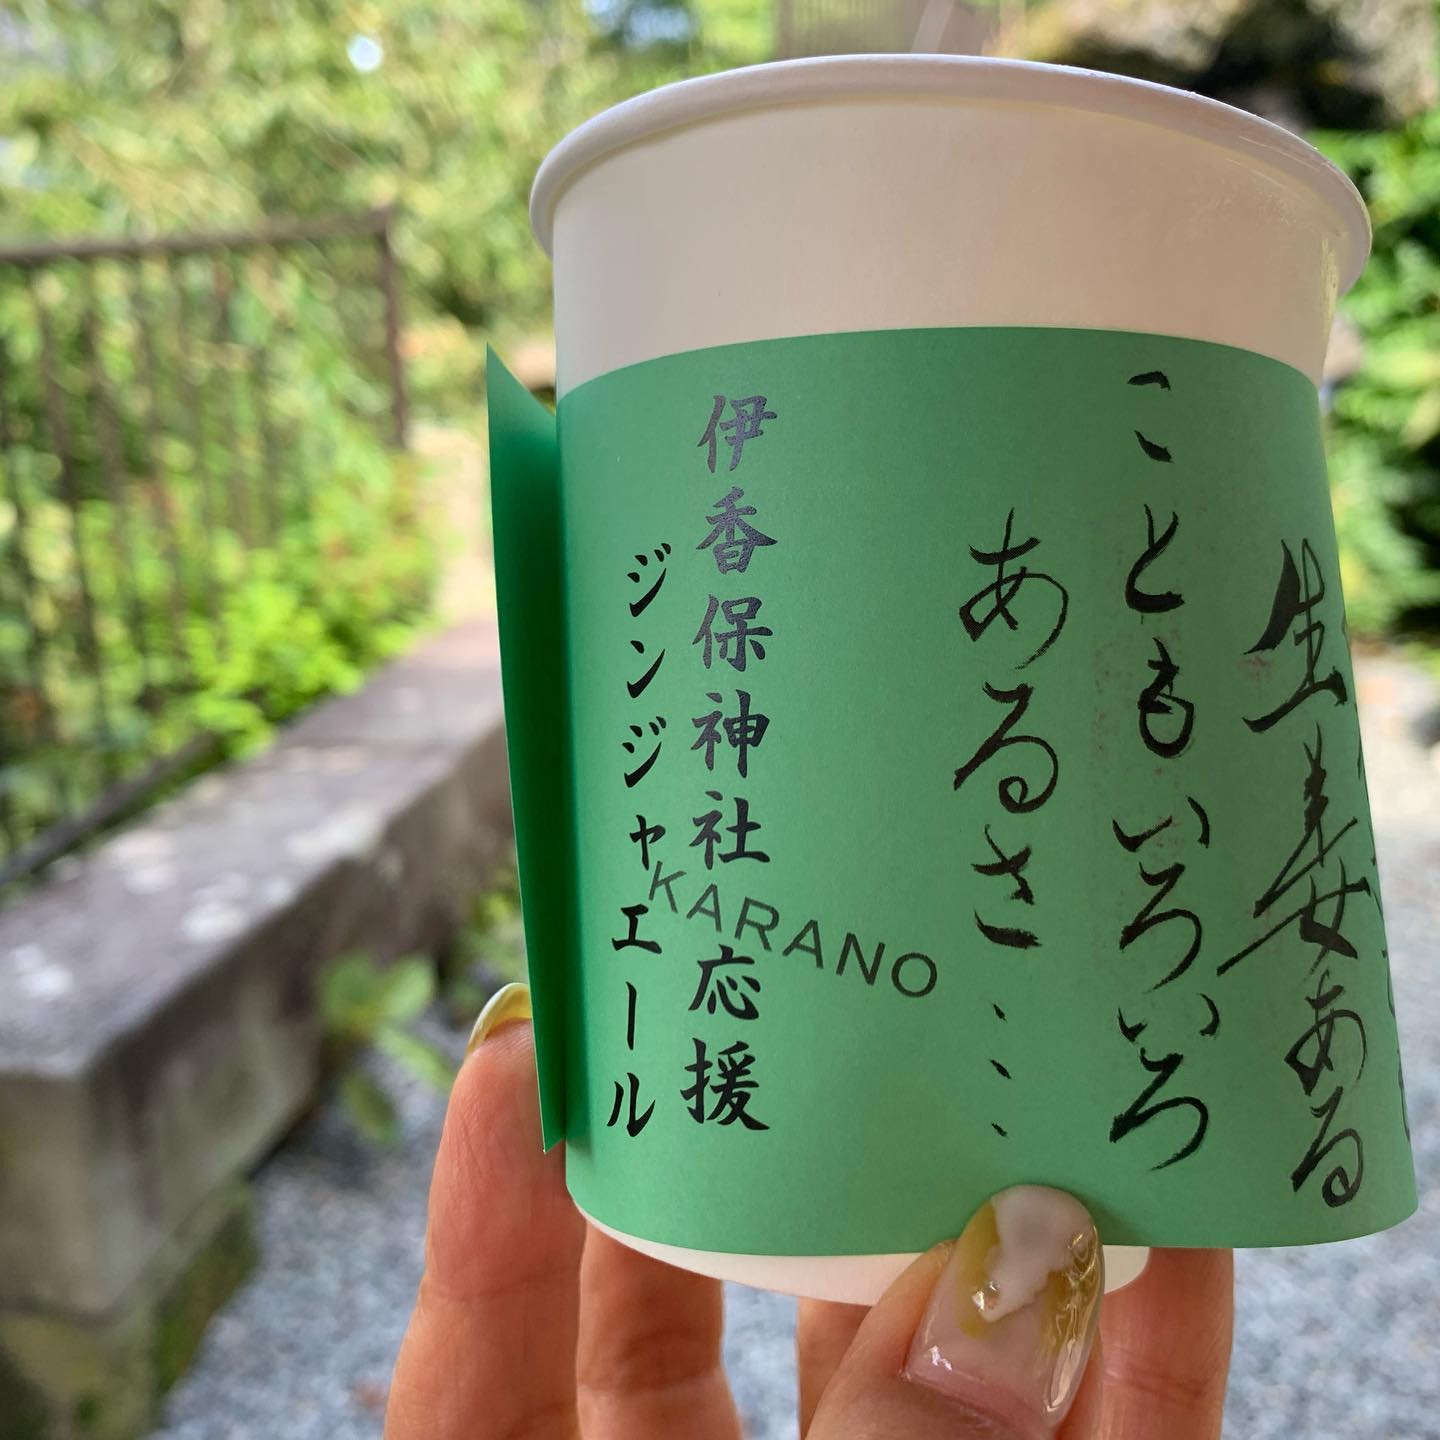 生姜ある
こともいろいろ
あるさ…
伊香保神社応援
ジンジャエール
KARANO